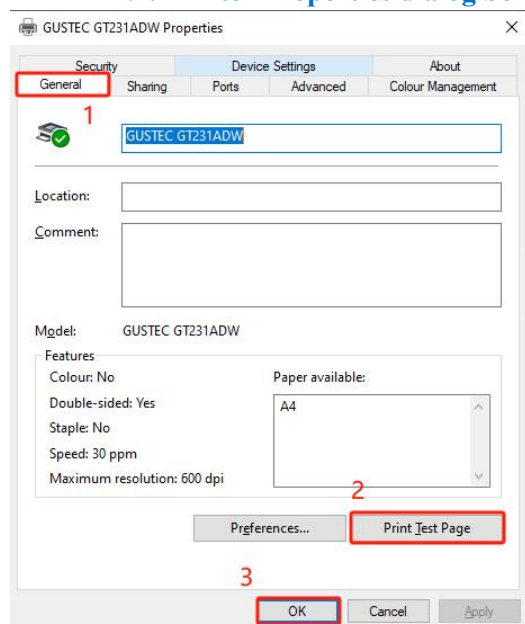 GUSTEC GT231ADW Properties
Security Device Settings About
General Sharing Ports Advanced Colour Management
1
GUSTEC GT231ADW
Location:
Comment:
Model: GUSTEC GT231ADW
Features
Colour: No Paper available:
Double-sided: Yes A4
Staple: No
Speed: 30 ppm
Maximum resolution: 600 dpi
2
Preferences... Print Test Page
3
OK Cancel Apply